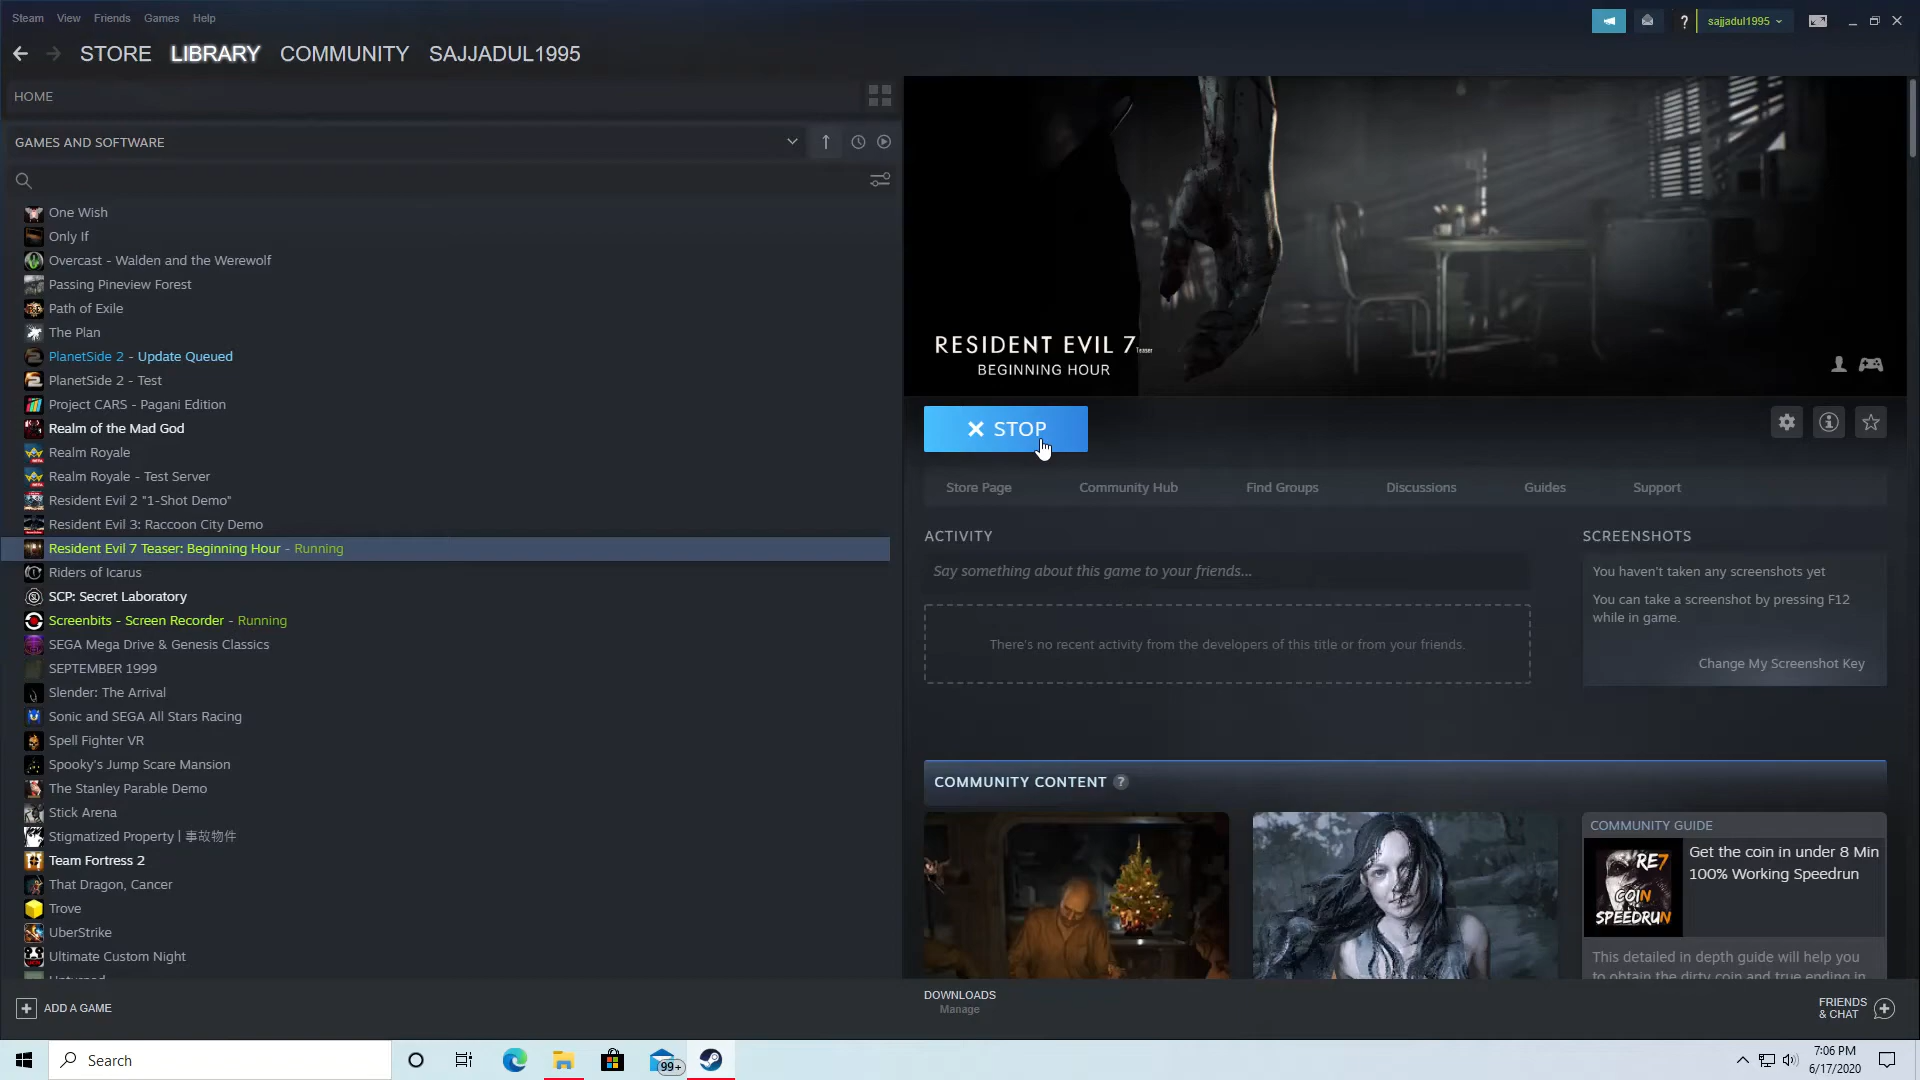 Steam View Friends Games Help
sajjadul1995
STORE LIBRARY COMMUNITY SAJJADUL1995
HOME
GAMES AND SOFTWARE
One Wish
Only If
Overcast - Walden and the Werewolf
Passing Pineview Forest
Path of Exile
The Plan
PlanetSide 2 - Update Queued
PlanetSide 2 - Test
Project CARS - Pagani Edition
Realm of the Mad God
Realm Royale
Realm Royale - Test Server
Resident Evil 2 "1-Shot Demo"
Resident Evil 3: Raccoon City Demo
Resident Evil 7 Teaser: Beginning Hour - Running
Riders of Icarus
SCP: Secret Laboratory
Screenbits - Screen Recorder - Running
SEGA Mega Drive & Genesis Classics
SEPTEMBER 1999
Slender: The Arrival
Sonic and SEGA All Stars Racing
Spell Fighter VR
Spooky's Jump Scare Mansion
The Stanley Parable Demo
Stick Arena
Stigmatized Property | 事故物件
Team Fortress 2
That Dragon, Cancer
Trove
UberStrike
Ultimate Custom Night
Unturned
ADD A GAME
RESIDENT EVIL 7 Teaser
BEGINNING HOUR
STOP
Store Page Community Hub Find Groups Discussions Guides Support
ACTIVITY
Say something about this game to your friends...
There's no recent activity from the developers of this title or from your friends.
SCREENSHOTS
You haven't taken any screenshots yet
You can take a screenshot by pressing F12
while in game.
Change My Screenshot Key
COMMUNITY CONTENT ?
COMMUNITY GUIDE
RE7
COIN
SPEEDRUN
Get the coin in under 8 Min
100% Working Speedrun
This detailed in depth guide will help you
to obtain the dirty coin and true ending in
DOWNLOADS
Manage
FRIENDS
& CHAT
Search
99+
7:06 PM
6/17/2020